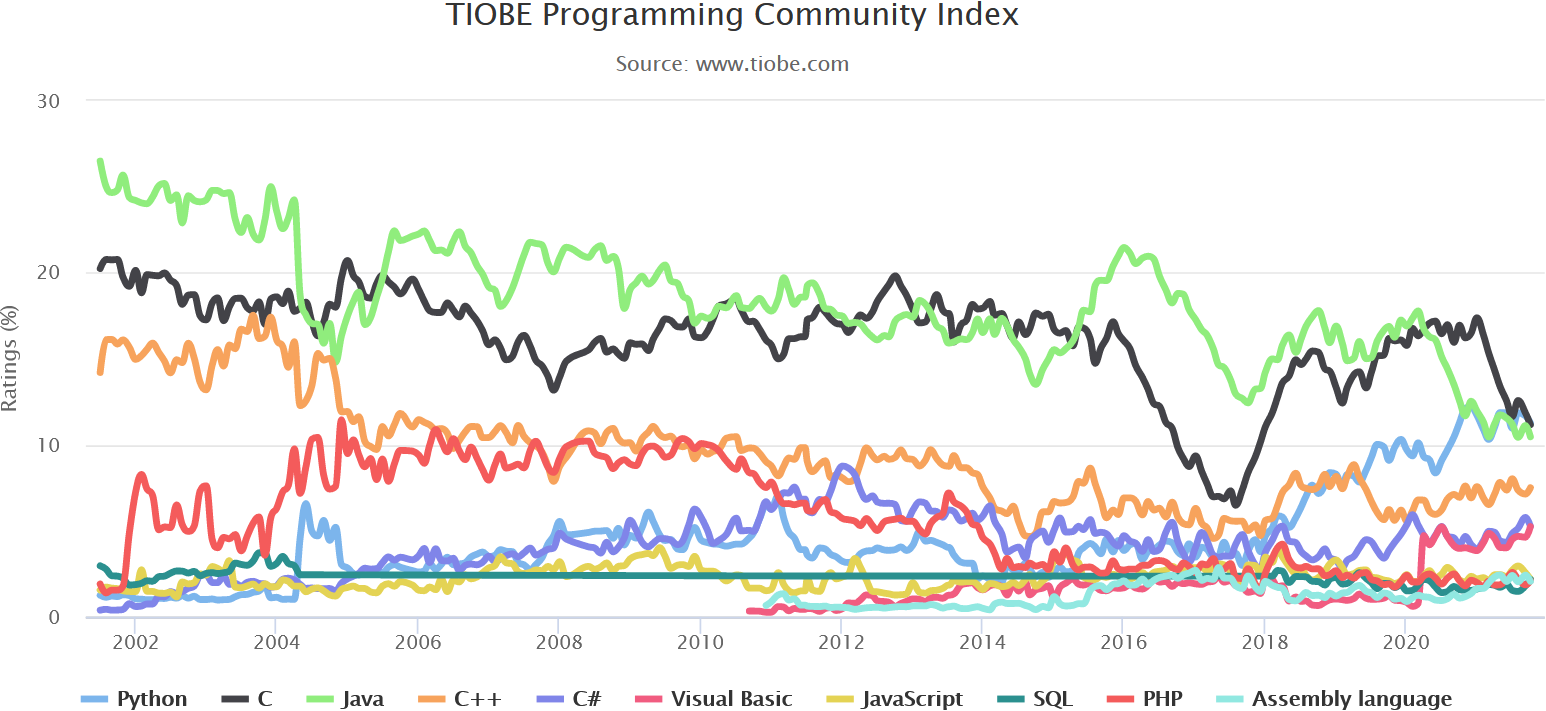 TIOBE Programming Community Index
Source: www.tiobe.com
Ratings (%)
30
20
10
0
2002 2004 2006 2008 2010 2012 2014 2016 2018 2020
Python C Java C++ C# Visual Basic JavaScript SQL PHP Assembly language